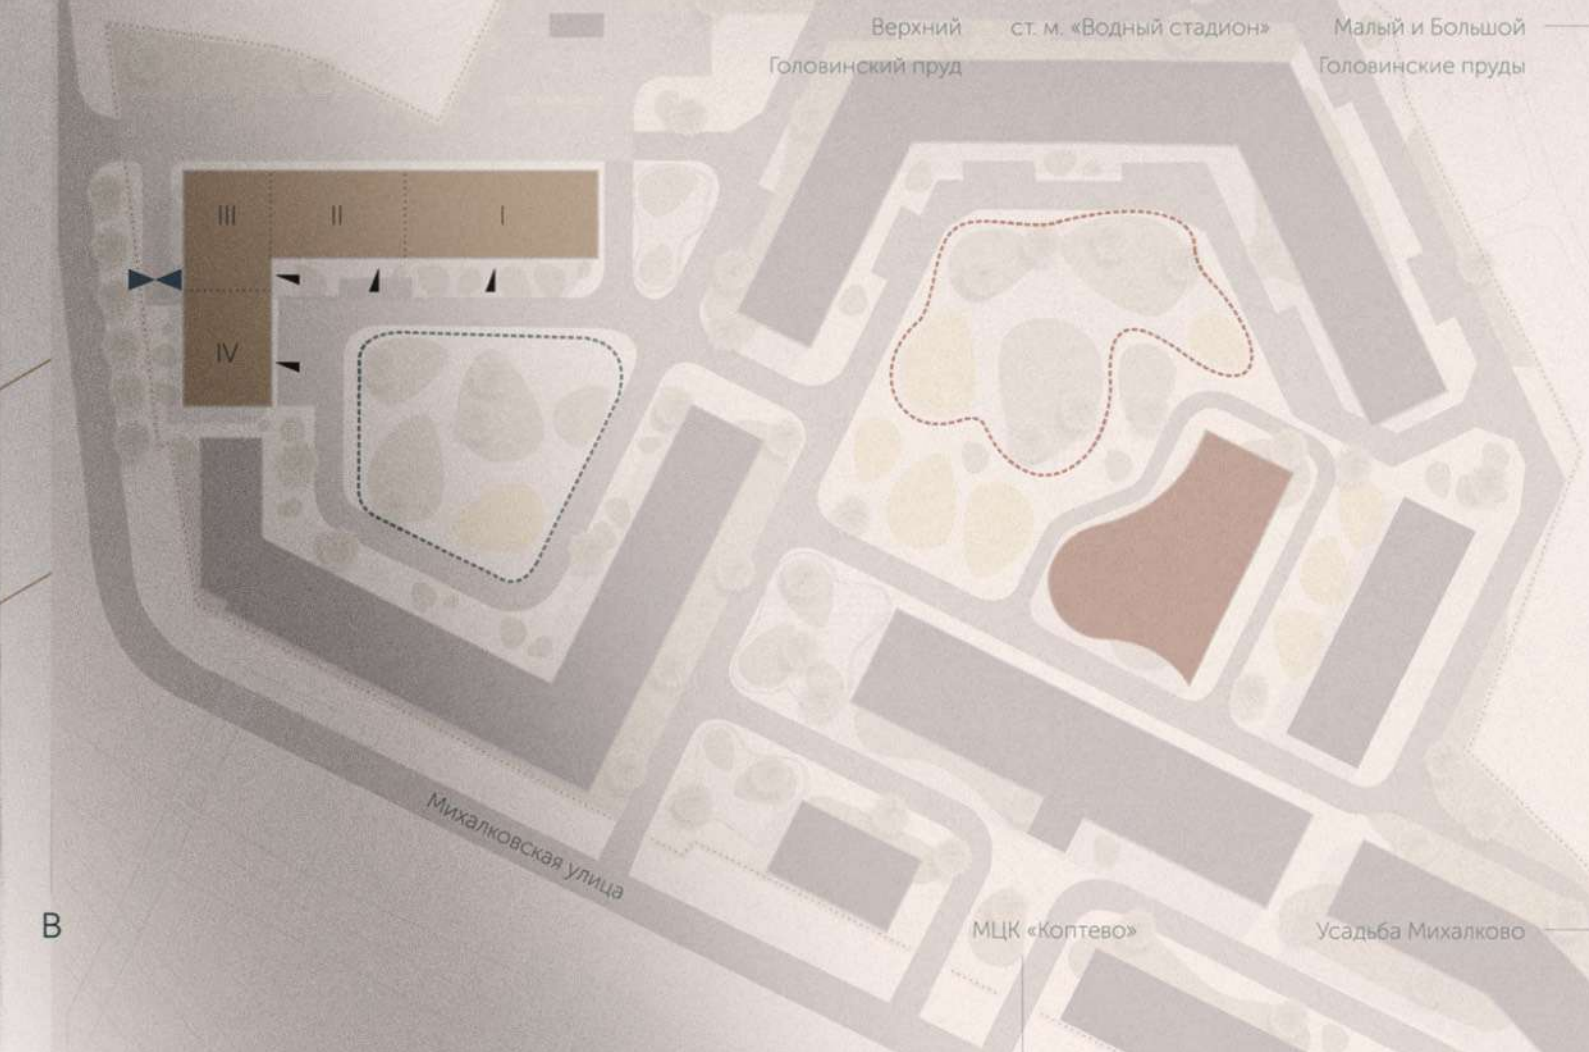 Верхний
Головинский пруд
ст. м. «Водный стадион»
Малый и Большой
Головинские пруды
III
II
I
IV
Михалковская улица
В
МЦК «Коптево»
Усадьба Михалково